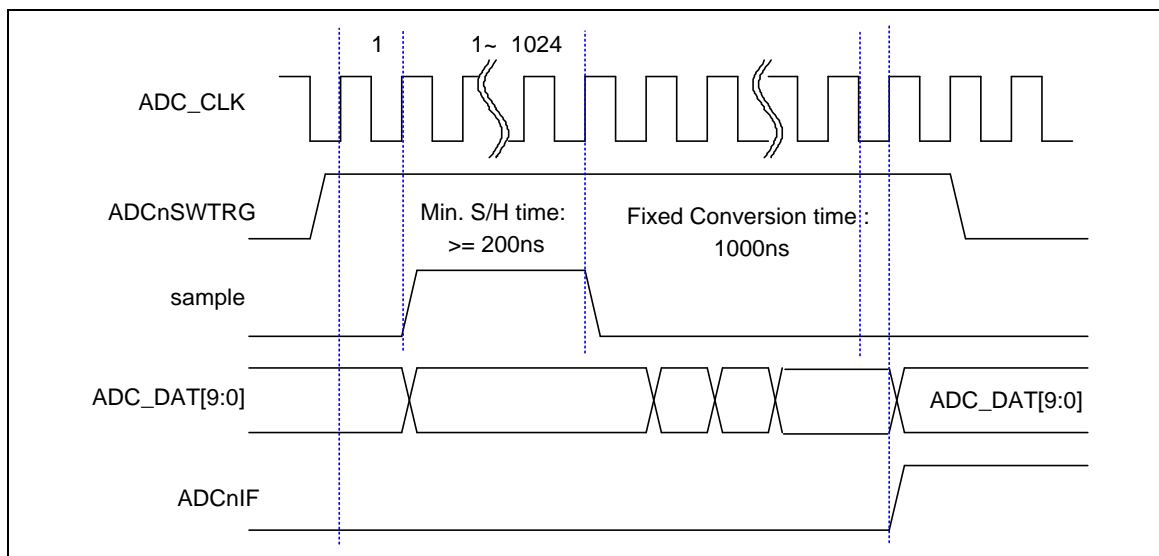 1
1~ 1024
ADC_CLK
ADCnSWTRG
Min. S/H time:
>= 200ns
Fixed Conversion time :
1000ns
sample
ADC_DAT[9:0]
ADC_DAT[9:0]
ADCnIF